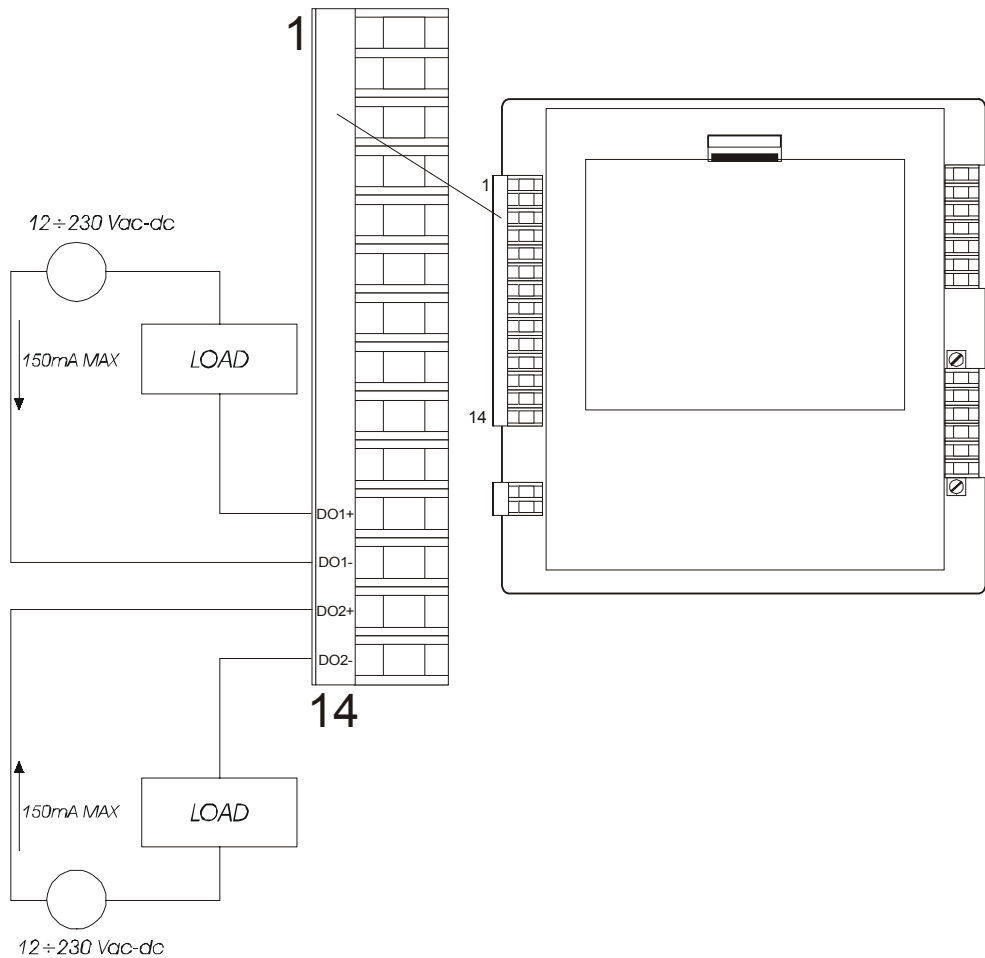 1
12÷230 Vac-dc
150mA MAX
LOAD
DO1+
DO1-
DO2+
DO2-
14
150mA MAX
LOAD
12÷230 Vac-dc
1
14